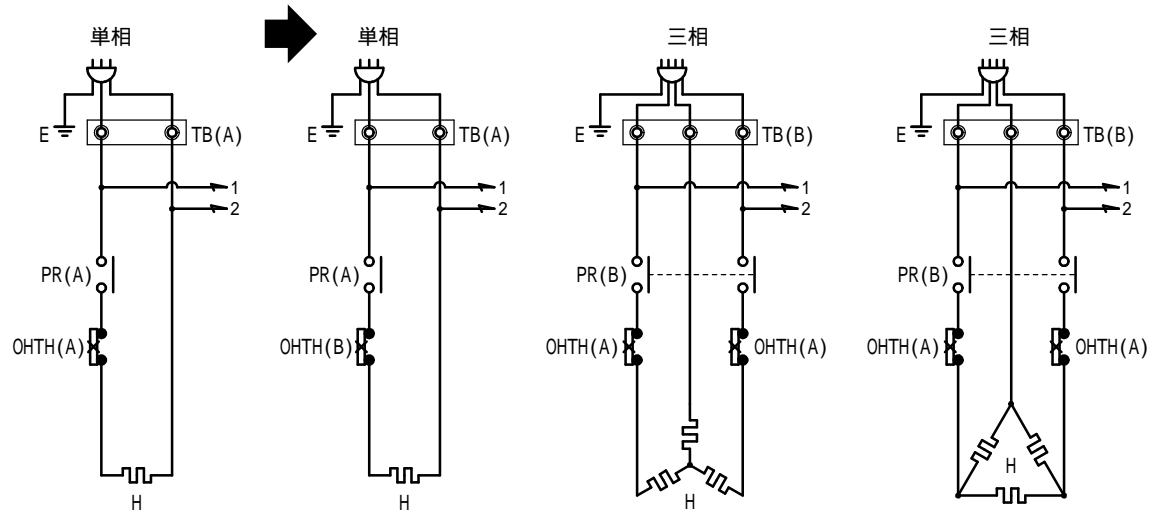 単相
E
TB(A)
1
2
PR(A)
OHTH(A)
H
単相
E
TB(A)
1
2
PR(A)
OHTH(B)
H
三相
E
TB(B)
1
2
PR(B)
OHTH(A)
OHTH(A)
H
三相
E
TB(B)
1
2
PR(B)
OHTH(A)
OHTH(A)
H